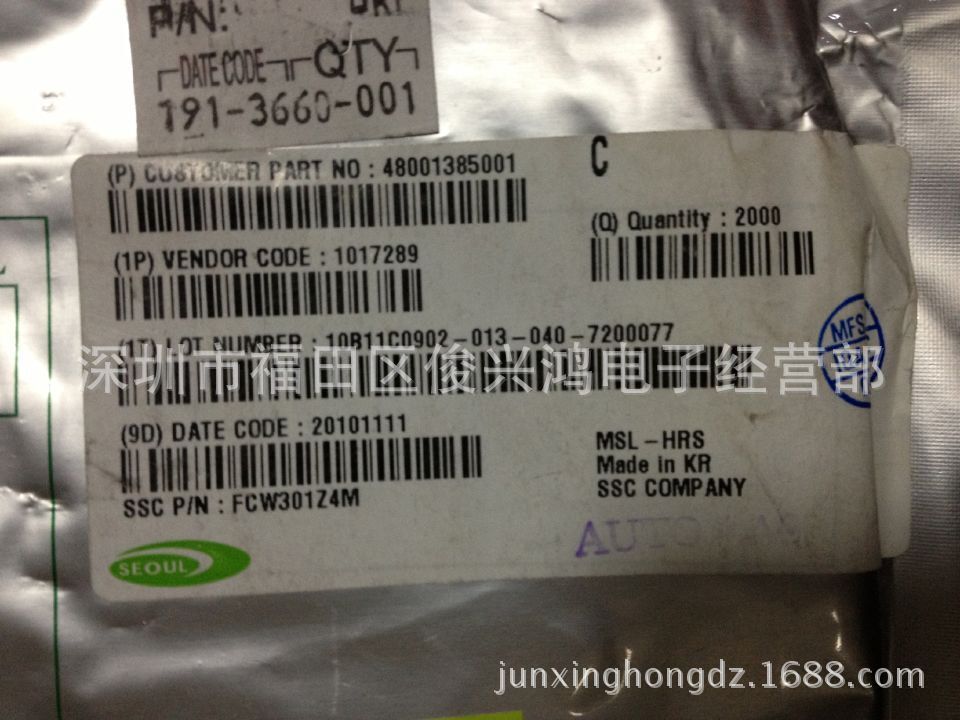 P/N:
DATE CODE QTY
191-3660-001
(P) CUSTOMER PART NO : 48001385001
C
(Q) Quantity : 2000
(1P) VENDOR CODE : 1017289
(1T) LOT NUMBER : 10B11C0902-013-040-7200077
MFS
深圳市福田区俊兴鸿电子经营部
(9D) DATE CODE : 20101111
MSL - HRS
Made in KR
SSC COMPANY
SSC P/N : FCW301Z4M
SEOUL
junxinghongdz.1688.com